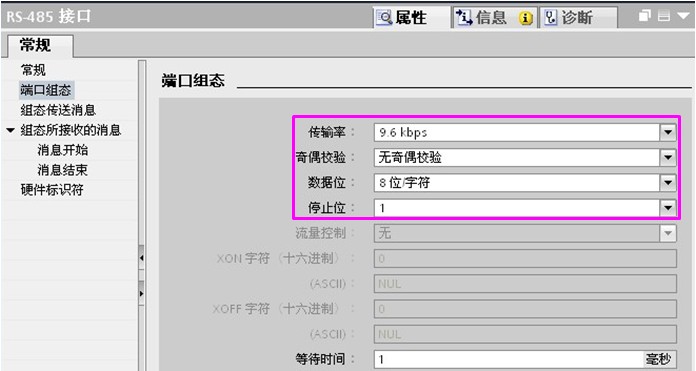 RS-485 接口
属性
信息
诊断
常规
常规
端口组态
组态传送消息
组态所接收的消息
消息开始
消息结束
硬件标识符
端口组态
传输率： 9.6 kbps
奇偶校验： 无奇偶校验
数据位： 8 位/字符
停止位： 1
流量控制： 无
XON 字符（十六进制）： 0
(ASCII)： NUL
XOFF 字符（十六进制）： 0
(ASCII)： NUL
等待时间： 1 毫秒